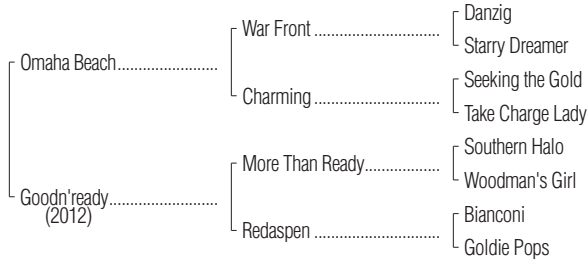 Danzig
War Front
Starry Dreamer
Omaha Beach
Seeking the Gold
Charming
Take Charge Lady
Southern Halo
More Than Ready
Woodman's Girl
Goodn'ready
(2012)
Bianconi
Redaspen
Goldie Pops